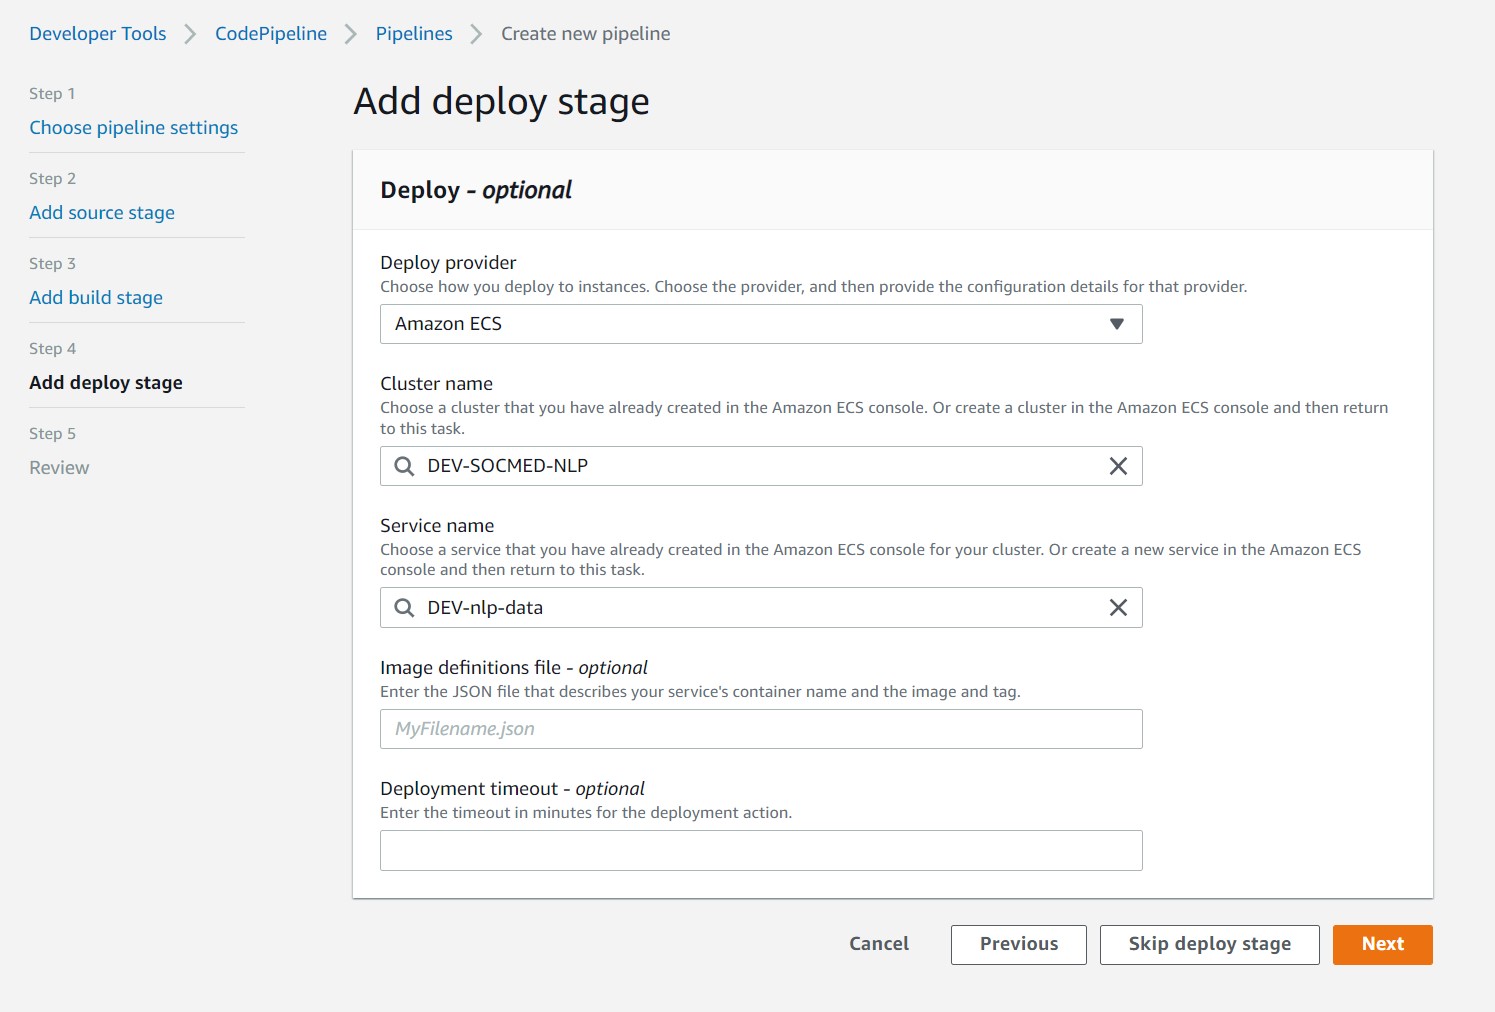 Developer Tools > CodePipeline > Pipelines > Create new pipeline
Step 1
Choose pipeline settings
Step 2
Add source stage
Step 3
Add build stage
Step 4
Add deploy stage
Step 5
Review
Add deploy stage
Deploy - optional
Deploy provider
Choose how you deploy to instances. Choose the provider, and then provide the configuration details for that provider.
Amazon ECS
Cluster name
Choose a cluster that you have already created in the Amazon ECS console. Or create a cluster in the Amazon ECS console and then return
to this task.
DEV-SOCMED-NLP
Service name
Choose a service that you have already created in the Amazon ECS console for your cluster. Or create a new service in the Amazon ECS
console and then return to this task.
DEV-nlp-data
Image definitions file - optional
Enter the JSON file that describes your service's container name and the image and tag.
MyFilename.json
Deployment timeout - optional
Enter the timeout in minutes for the deployment action.
Cancel Previous Skip deploy stage Next